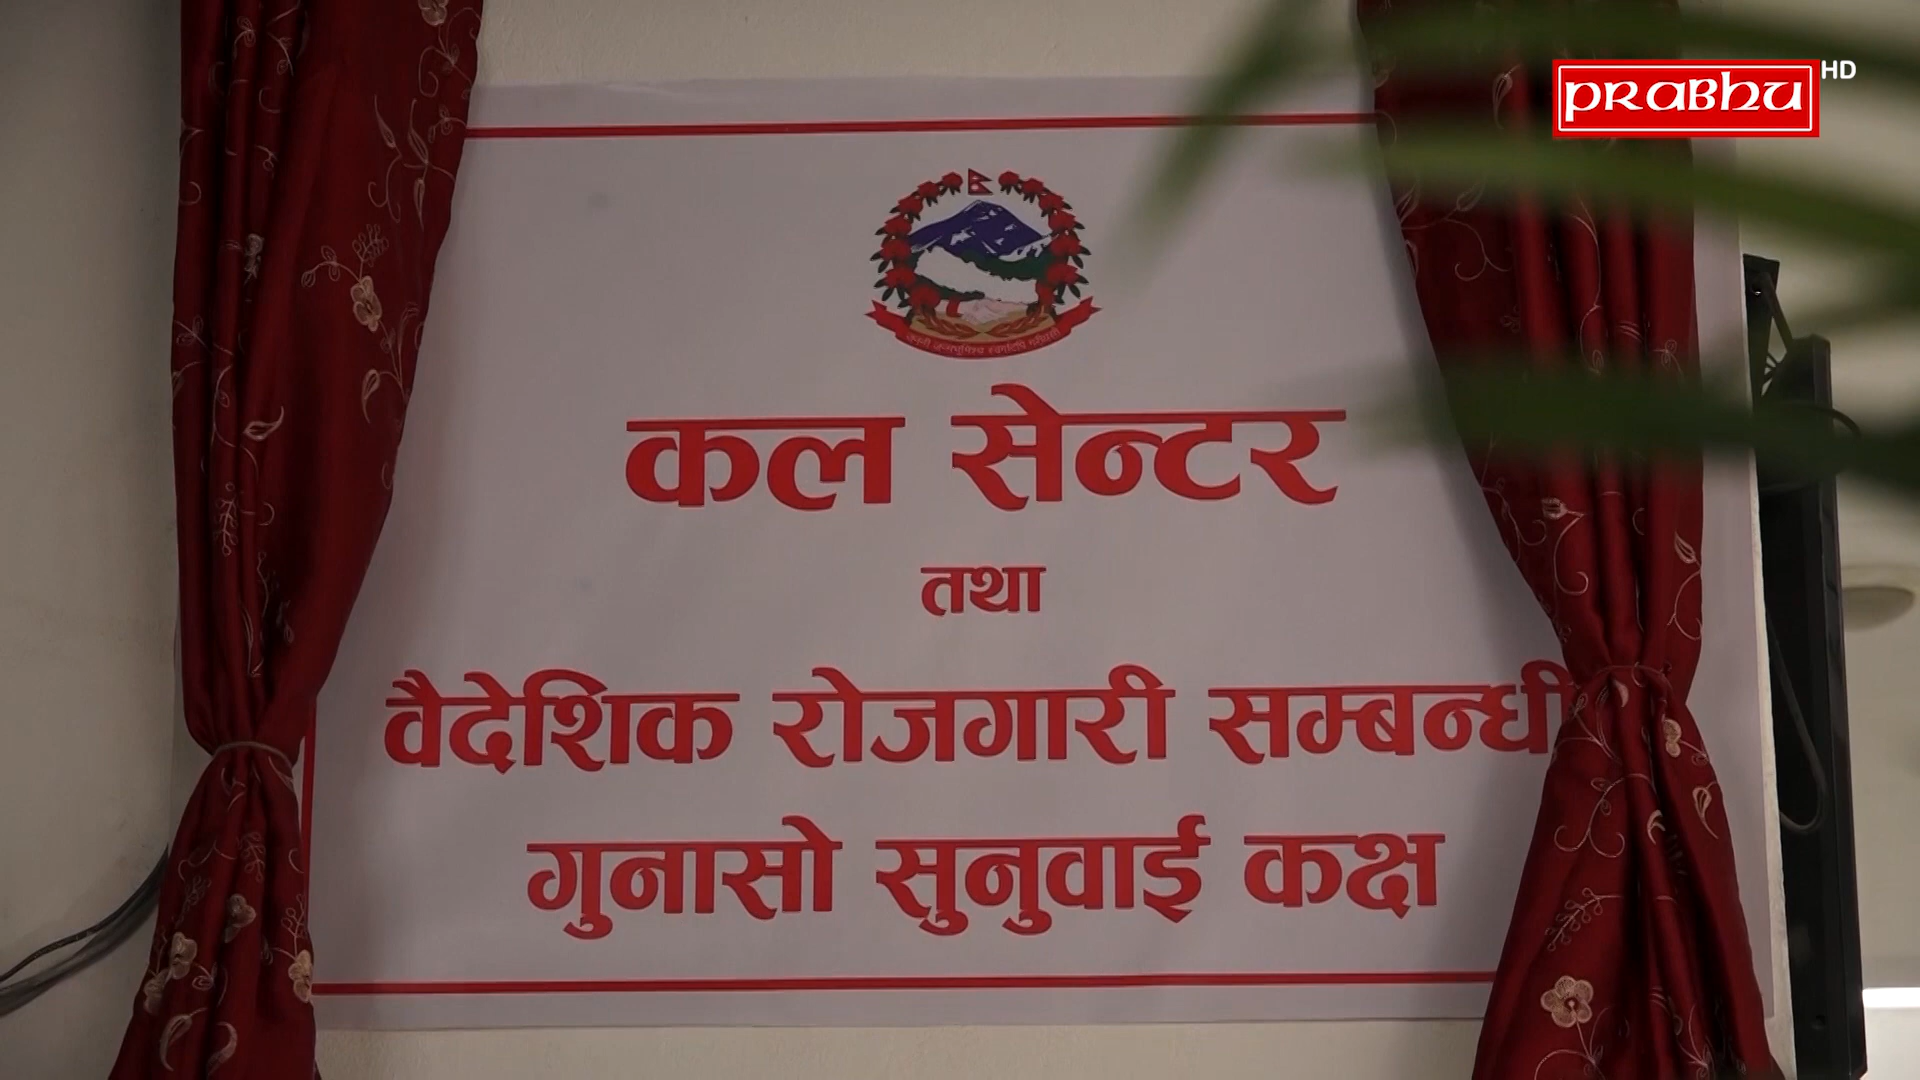 PRABHU HD
कल सेन्टर
तथा
वैदेशिक रोजगारी सम्बन्धी
गुनासो सुनुवाई कक्ष